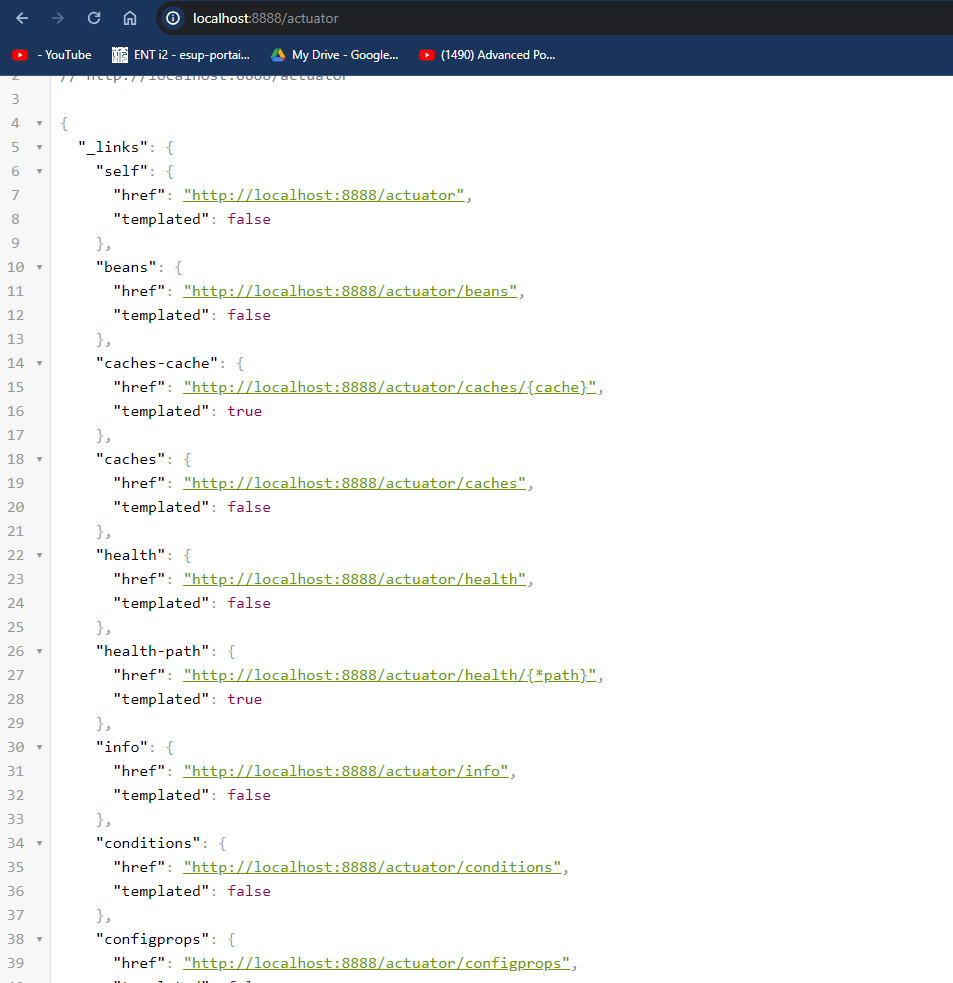 localhost:8888/actuator
- YouTube ENT i2 - esup-portai... My Drive - Google... (1490) Advanced Po...
2 // http://localhost:8888/actuator
3
4 {
5 "_links": {
6 "self": {
7 "href": "http://localhost:8888/actuator",
8 "templated": false
9 },
10 "beans": {
11 "href": "http://localhost:8888/actuator/beans",
12 "templated": false
13 },
14 "caches-cache": {
15 "href": "http://localhost:8888/actuator/caches/{cache}",
16 "templated": true
17 },
18 "caches": {
19 "href": "http://localhost:8888/actuator/caches",
20 "templated": false
21 },
22 "health": {
23 "href": "http://localhost:8888/actuator/health",
24 "templated": false
25 },
26 "health-path": {
27 "href": "http://localhost:8888/actuator/health/{*path}",
28 "templated": true
29 },
30 "info": {
31 "href": "http://localhost:8888/actuator/info",
32 "templated": false
33 },
34 "conditions": {
35 "href": "http://localhost:8888/actuator/conditions",
36 "templated": false
37 },
38 "configprops": {
39 "href": "http://localhost:8888/actuator/configprops",